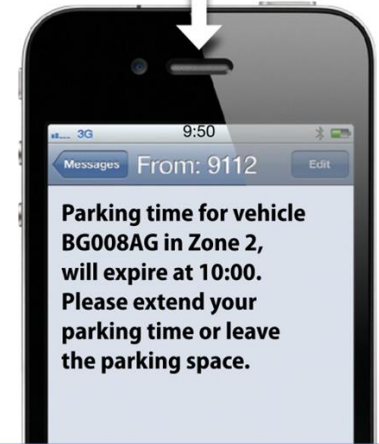 3G 9:50
Messages From: 9112 Edit
Parking time for vehicle
BG008AG in Zone 2,
will expire at 10:00.
Please extend your
parking time or leave
the parking space.